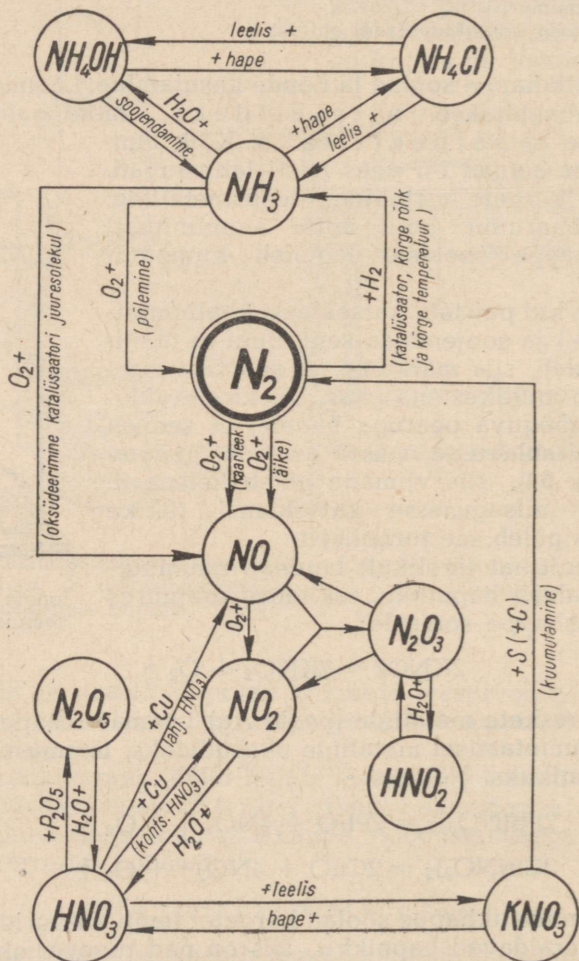 leelis +
NH4OH
+ hape
NH4Cl
H2O+
soojendamine
+hape
leelis +
NH3
O2+
(põlemine)
+H2
(katalüsaator, kõrge rõhk
ja kõrge temperatuur)
O2+
(oksüdeerimine katalüsaatori juuresolekul)
N2
O2+
(kaarleek)
O2+
(äike)
NO
O2+
N2O3
+S(+C)
(kuumutamine)
N2O5
+Cu
(lahj. HNO3)
NO2
H2O+
+Cu
(konts. HNO3)
H2O+
HNO2
+P2O5
H2O+
HNO3
+leelis
hape+
KNO3